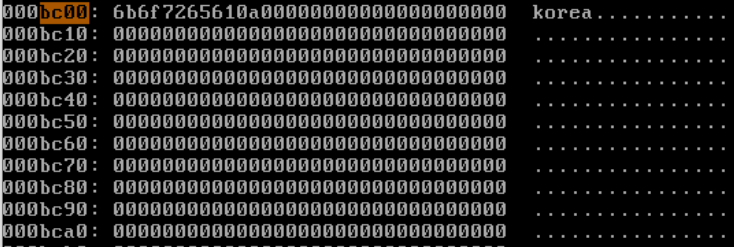 000bc00: 6b6f7265610a00000000000000000000  korea...........
000bc10: 00000000000000000000000000000000  ................
000bc20: 00000000000000000000000000000000  ................
000bc30: 00000000000000000000000000000000  ................
000bc40: 00000000000000000000000000000000  ................
000bc50: 00000000000000000000000000000000  ................
000bc60: 00000000000000000000000000000000  ................
000bc70: 00000000000000000000000000000000  ................
000bc80: 00000000000000000000000000000000  ................
000bc90: 00000000000000000000000000000000  ................
000bca0: 00000000000000000000000000000000  ................